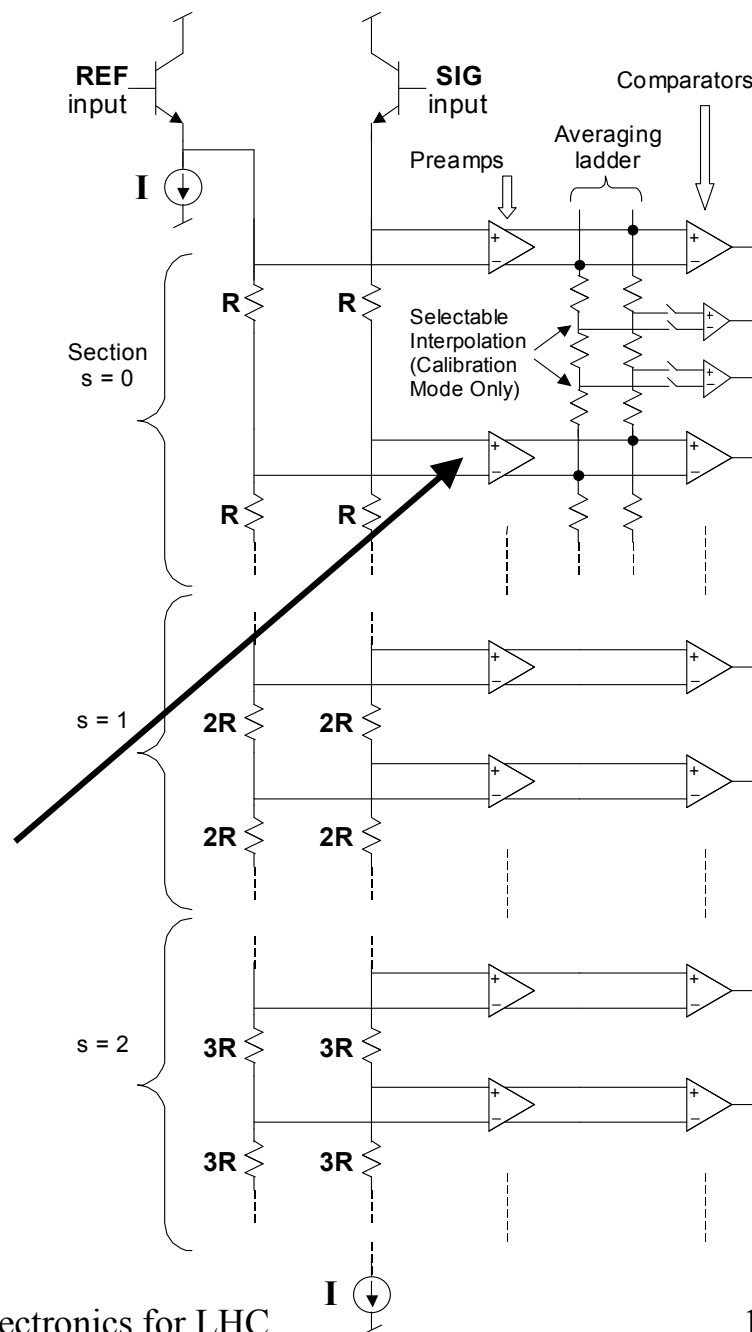 REF
input
SIG
input
Comparators
Averaging
ladder
Preamps
I
+
−
+
−
R
R
Section
s = 0
Selectable
Interpolation
(Calibration
Mode Only)
+
−
+
−
+
−
+
−
R
R
+
−
+
−
s = 1
2R
2R
+
−
+
−
2R
2R
+
−
+
−
s = 2
3R
3R
+
−
+
−
3R
3R
I
ectronics for LHC
1